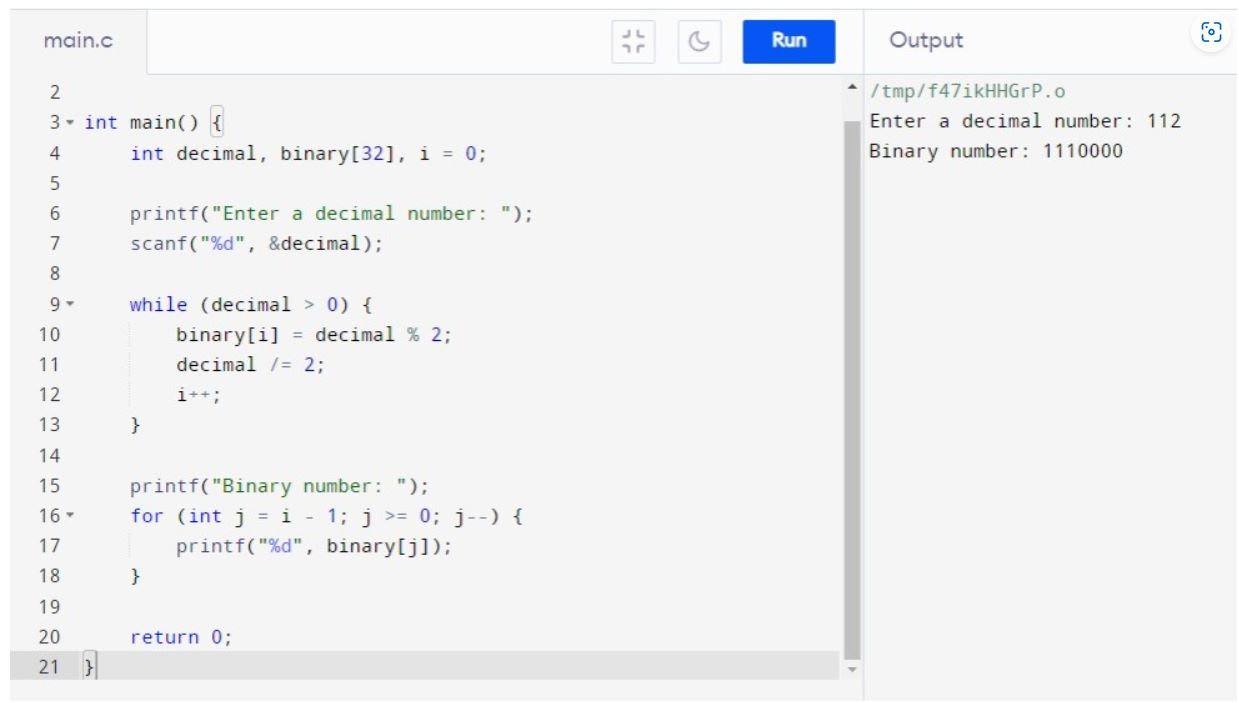 main.c
Run
Output
2
3 int main() {
4 int decimal, binary[32], i = 0;
5
6 printf("Enter a decimal number: ");
7 scanf("%d", &decimal);
8
9 while (decimal > 0) {
10 binary[i] = decimal % 2;
11 decimal /= 2;
12 i++;
13 }
14
15 printf("Binary number: ");
16 for (int j = i - 1; j >= 0; j--) {
17 printf("%d", binary[j]);
18 }
19
20 return 0;
21 }
/tmp/f47ikHHGrP.o
Enter a decimal number: 112
Binary number: 1110000